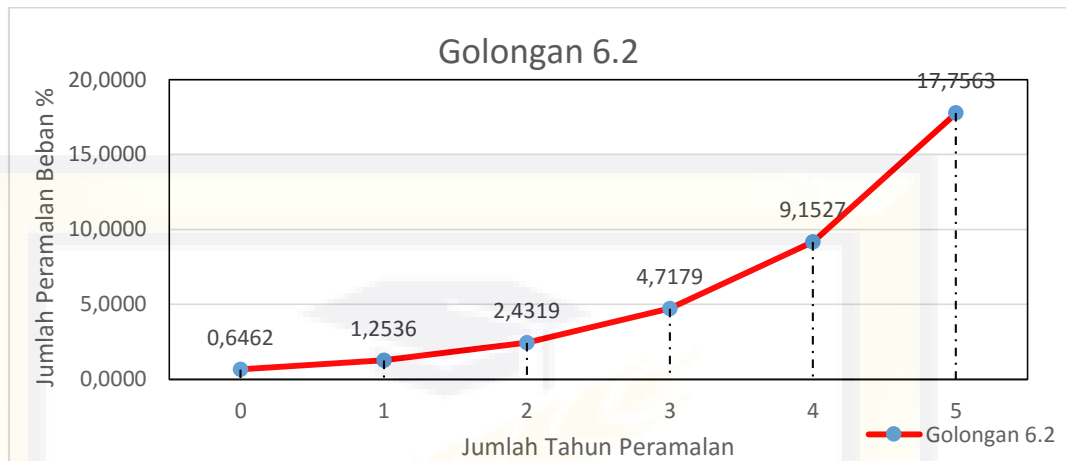 Golongan 6.2
Jumlah Peramalan Beban %
20,0000
15,0000
10,0000
5,0000
0,0000
0,6462
1,2536
2,4319
4,7179
9,1527
17,7563
0 1 2 3 4 5
Jumlah Tahun Peramalan
Golongan 6.2